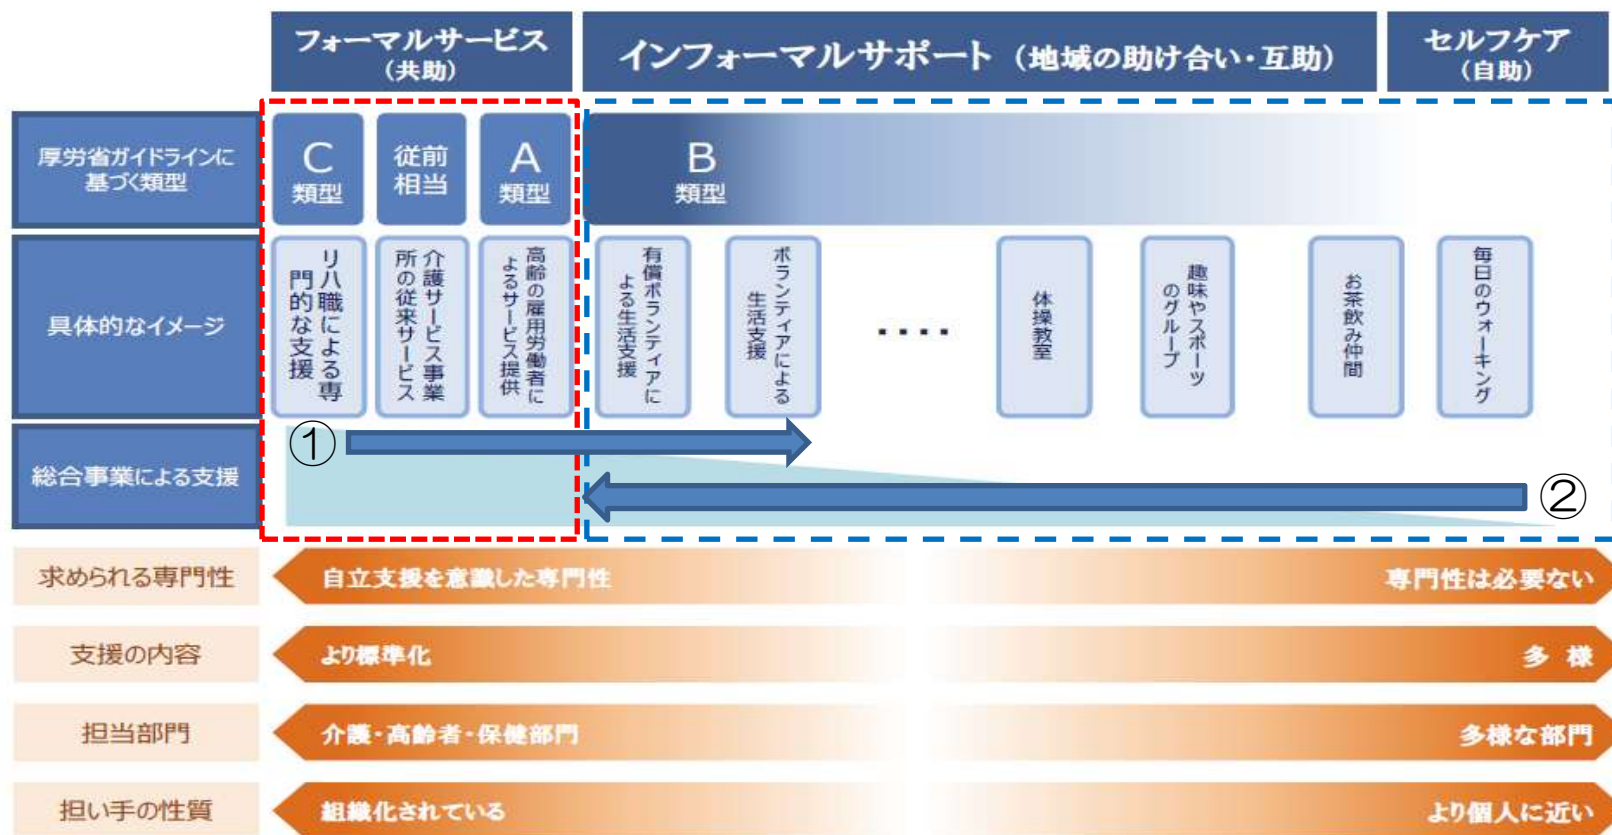 フォーマルサービス
（共助）
インフォーマルサポート（地域の助け合い・互助）
セルフケア
（自助）
厚労省ガイドラインに
基づく類型
C
類型
従前
相当
A
類型
B
類型
具体的なイメージ
リハ職による専
門的な支援
介護サービス事業
所の従来サービス
高齢の雇用労働者に
よるサービス提供
有償ボランティアに
よる生活支援
ボランティアによる
生活支援
・・・・
体操教室
趣味やスポーツ
のグループ
お茶飲み仲間
毎日のウォーキング
総合事業による支援
①
②
求められる専門性
自立支援を意識した専門性
専門性は必要ない
支援の内容
より標準化
多 様
担当部門
介護・高齢者・保健部門
多様な部門
担い手の性質
組織化されている
より個人に近い